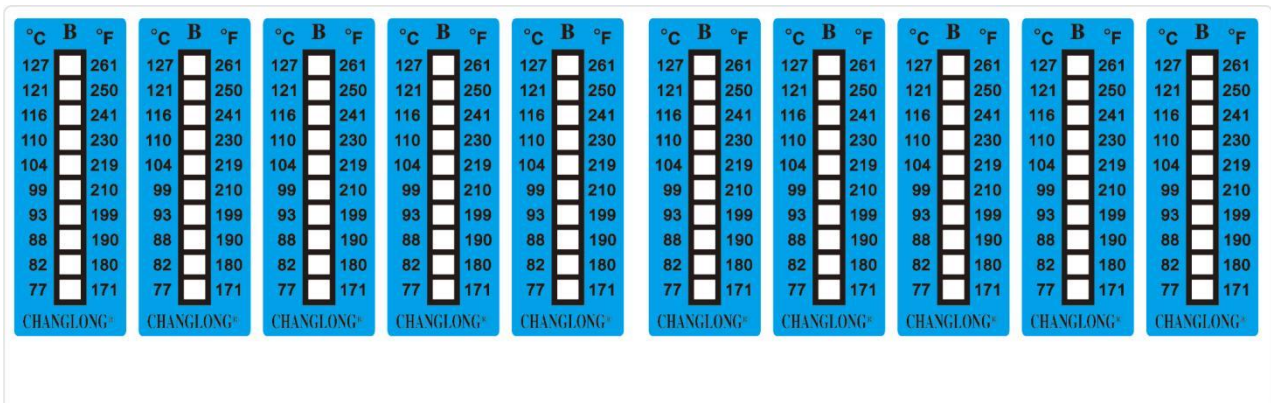 °C B °F °C B °F °C B °F °C B °F °C B °F °C B °F °C B °F °C B °F °C B °F °C B °F
127 261 127 261 127 261 127 261 127 261 127 261 127 261 127 261 127 261 127 261
121 250 121 250 121 250 121 250 121 250 121 250 121 250 121 250 121 250 121 250
116 241 116 241 116 241 116 241 116 241 116 241 116 241 116 241 116 241 116 241
110 230 110 230 110 230 110 230 110 230 110 230 110 230 110 230 110 230 110 230
104 219 104 219 104 219 104 219 104 219 104 219 104 219 104 219 104 219 104 219
99 210 99 210 99 210 99 210 99 210 99 210 99 210 99 210 99 210 99 210
93 199 93 199 93 199 93 199 93 199 93 199 93 199 93 199 93 199 93 199
88 190 88 190 88 190 88 190 88 190 88 190 88 190 88 190 88 190 88 190
82 180 82 180 82 180 82 180 82 180 82 180 82 180 82 180 82 180 82 180
77 171 77 171 77 171 77 171 77 171 77 171 77 171 77 171 77 171 77 171
CHANGLONG® CHANGLONG® CHANGLONG® CHANGLONG® CHANGLONG® CHANGLONG® CHANGLONG® CHANGLONG® CHANGLONG® CHANGLONG®